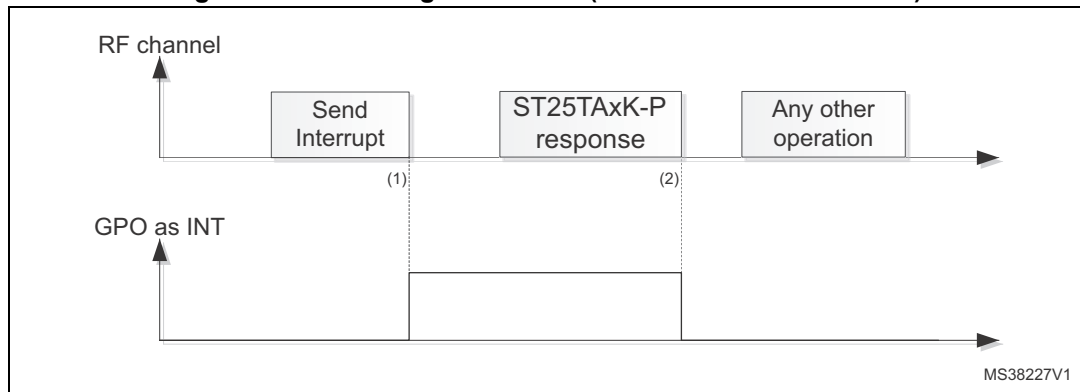 RF channel
Send
Interrupt
ST25TAxK-P
response
Any other
operation
(1)
(2)
GPO as INT
MS38227V1